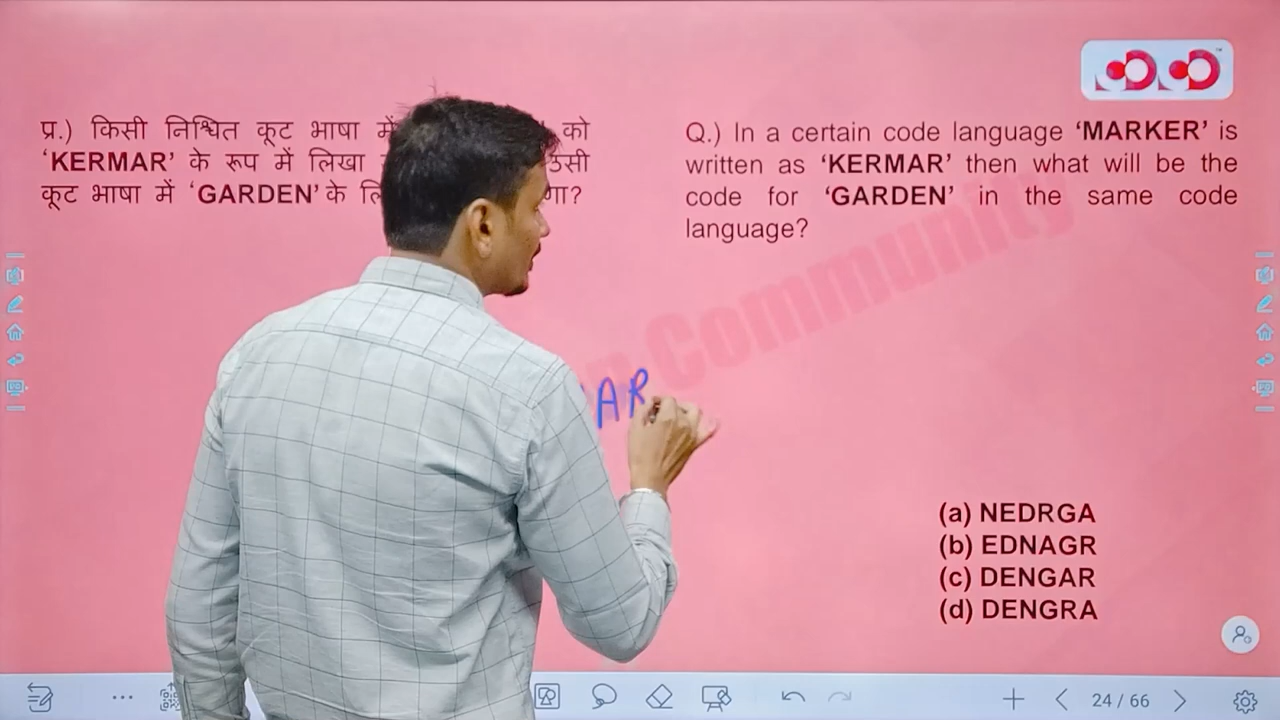 प्र.) किसी निश्चित कूट भाषा में को
'KERMAR' के रूप में लिखा
कूट भाषा में 'GARDEN' के
Q.) In a certain code language 'MARKER' is
written as 'KERMAR' then what will be the
code for 'GARDEN' in the same code
language?
Community
AR
(a) NEDRGA
(b) EDNAGR
(c) DENGAR
(d) DENGRA
24 / 66